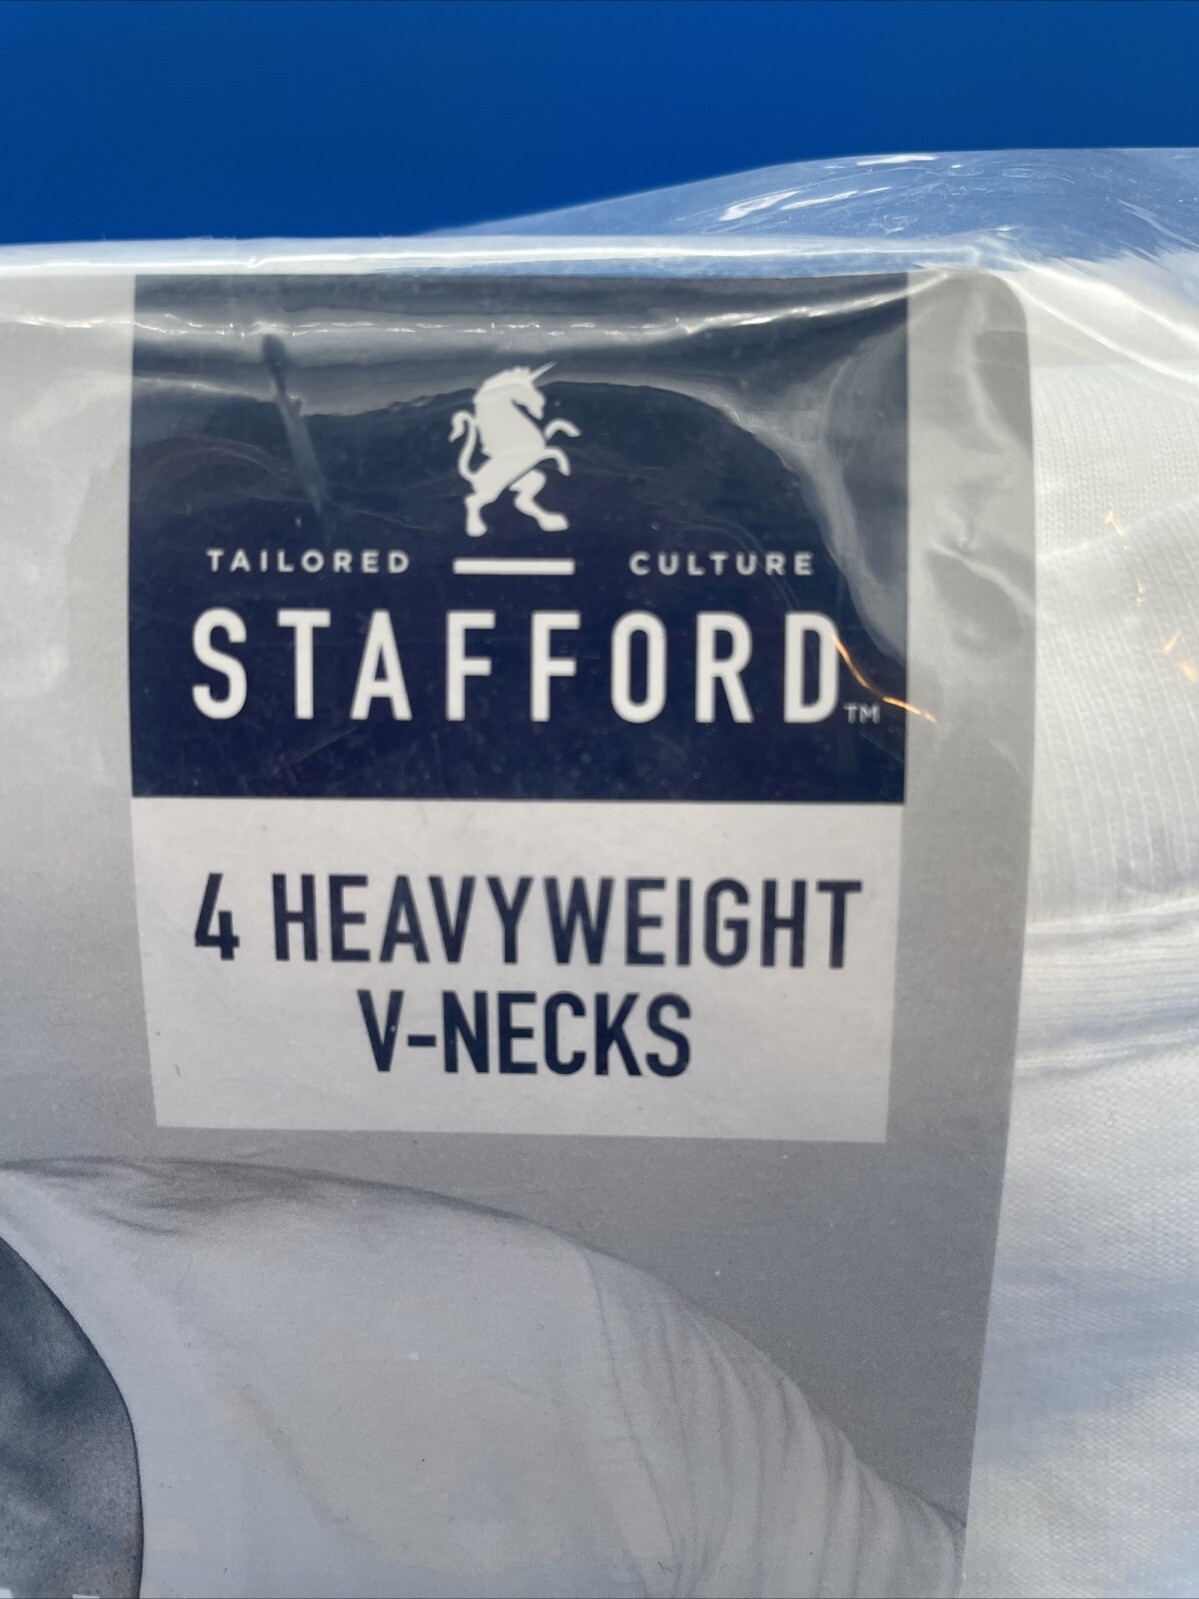 TAILORED CULTURE
STAFFORD™
4 HEAVYWEIGHT
V-NECKS